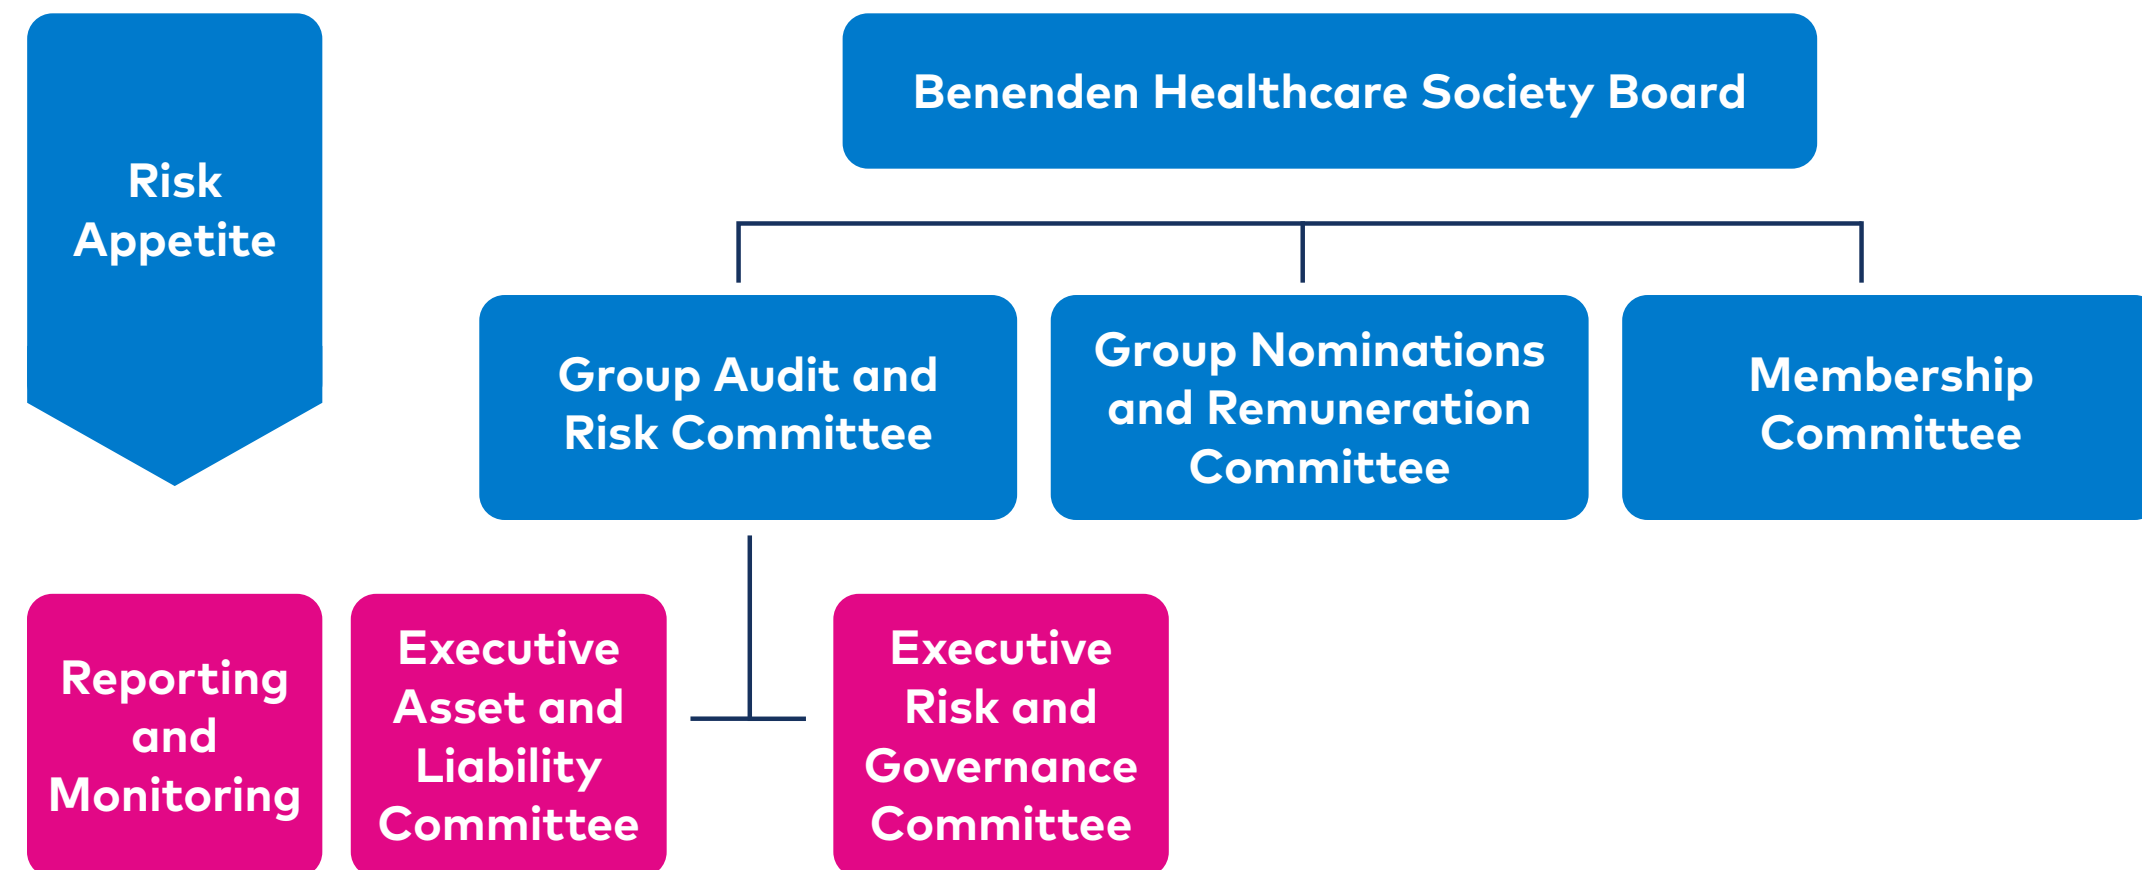 Risk
Appetite
Benenden Healthcare Society Board
Group Audit and
Risk Committee
Group Nominations
and Remuneration
Committee
Membership
Committee
Reporting
and
Monitoring
Executive
Asset and
Liability
Committee
Executive
Risk and
Governance
Committee